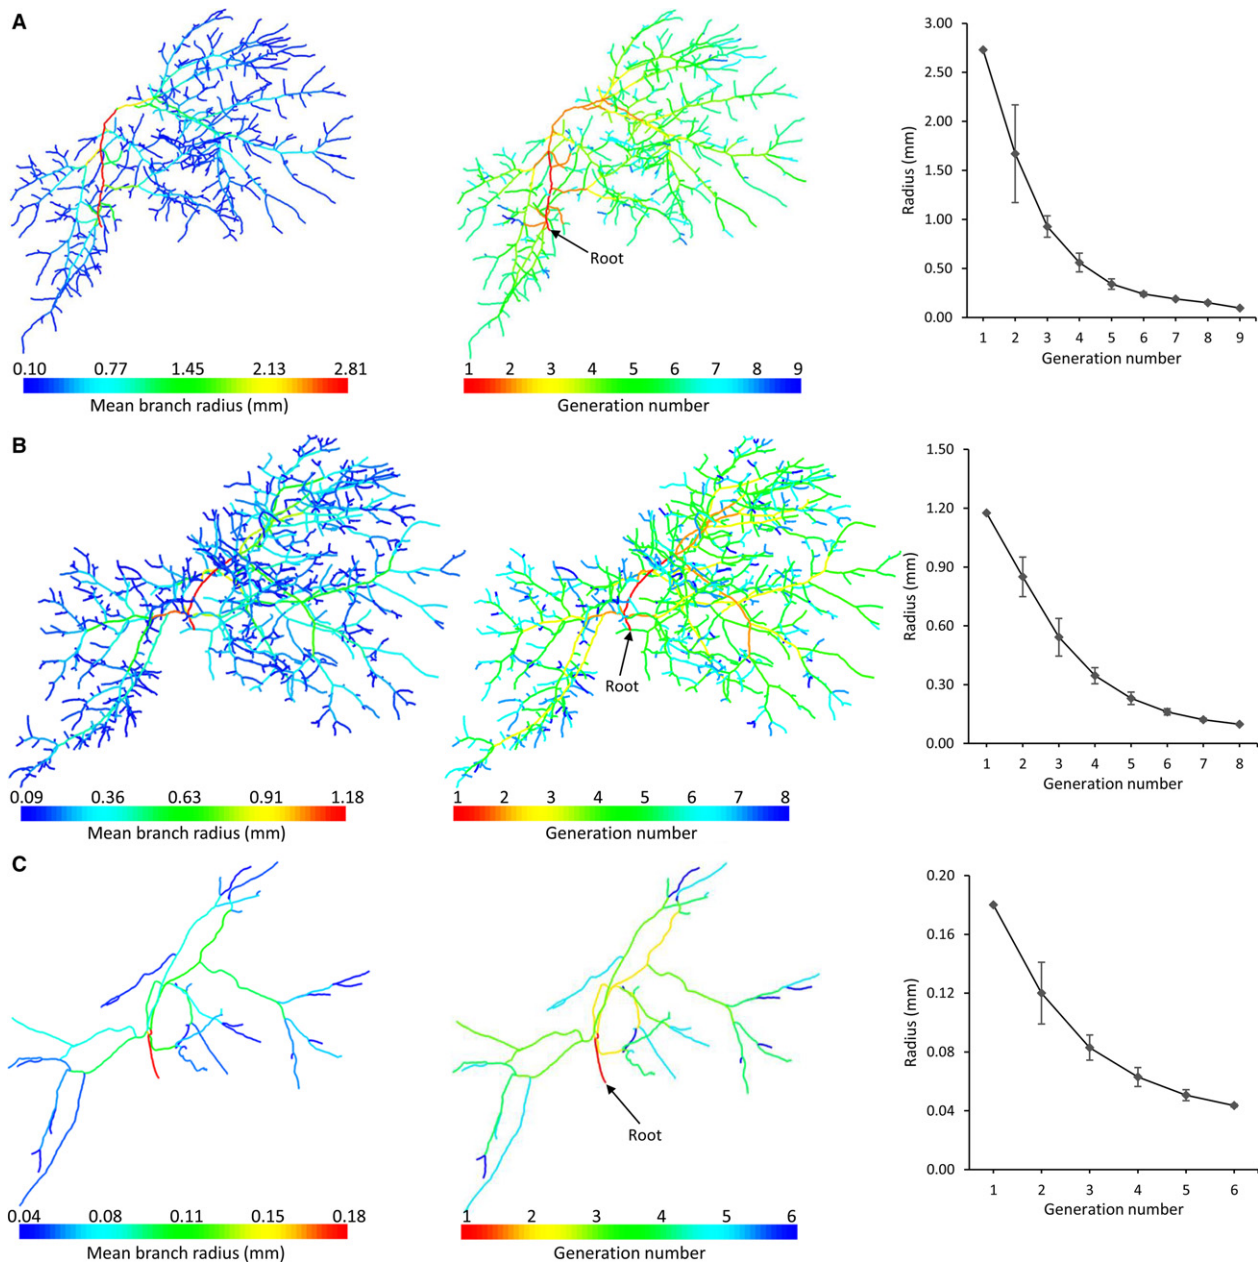 A
Root
0.10 0.77 1.45 2.13 2.81
Mean branch radius (mm)
1 2 3 4 5 6 7 8 9
Generation number
3.00
2.50
2.00
1.50
1.00
0.50
0.00
Radius (mm)
1 2 3 4 5 6 7 8 9
Generation number
B
Root
0.09 0.36 0.63 0.91 1.18
Mean branch radius (mm)
1 2 3 4 5 6 7 8
Generation number
1.50
1.20
0.90
0.60
0.30
0.00
Radius (mm)
1 2 3 4 5 6 7 8
Generation number
C
Root
0.04 0.08 0.11 0.15 0.18
Mean branch radius (mm)
1 2 3 4 5 6
Generation number
0.20
0.16
0.12
0.08
0.04
0.00
Radius (mm)
1 2 3 4 5 6
Generation number